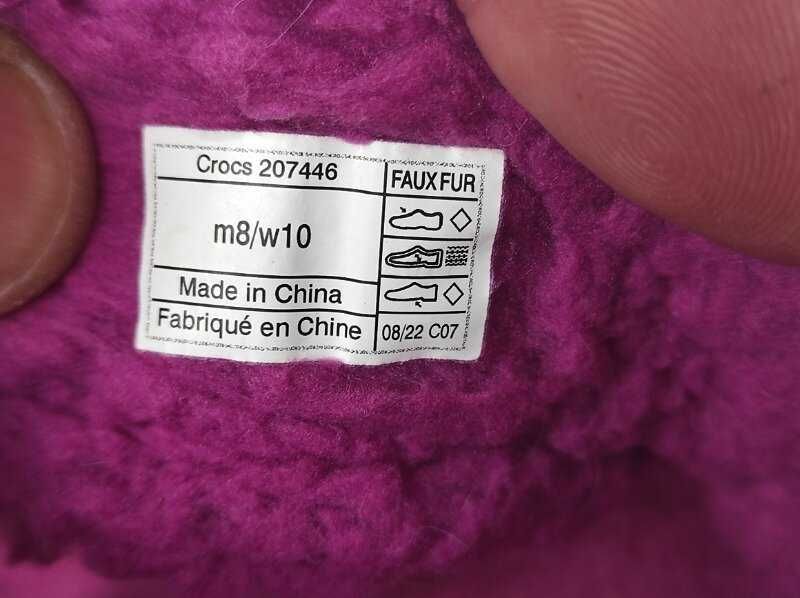 Crocs 207446
m8/w10
Made in China
Fabriqué en Chine
FAUX FUR
08/22 C07